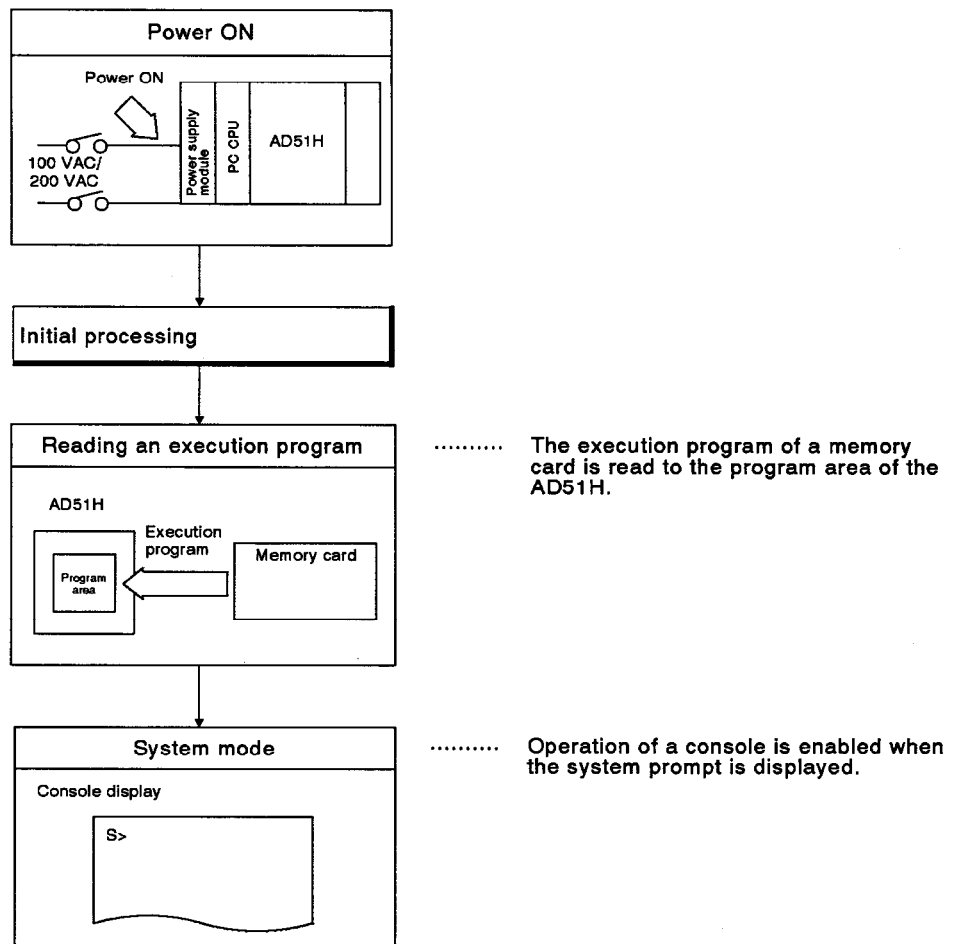 Power ON
Power ON
100 VAC/
200 VAC
Power supply
module
PC CPU
AD51H
Initial processing
Reading an execution program
.......... The execution program of a memory
card is read to the program area of the
AD51H.
AD51H
Execution
program
Memory card
Program
area
System mode
.......... Operation of a console is enabled when
the system prompt is displayed.
Console display
S>